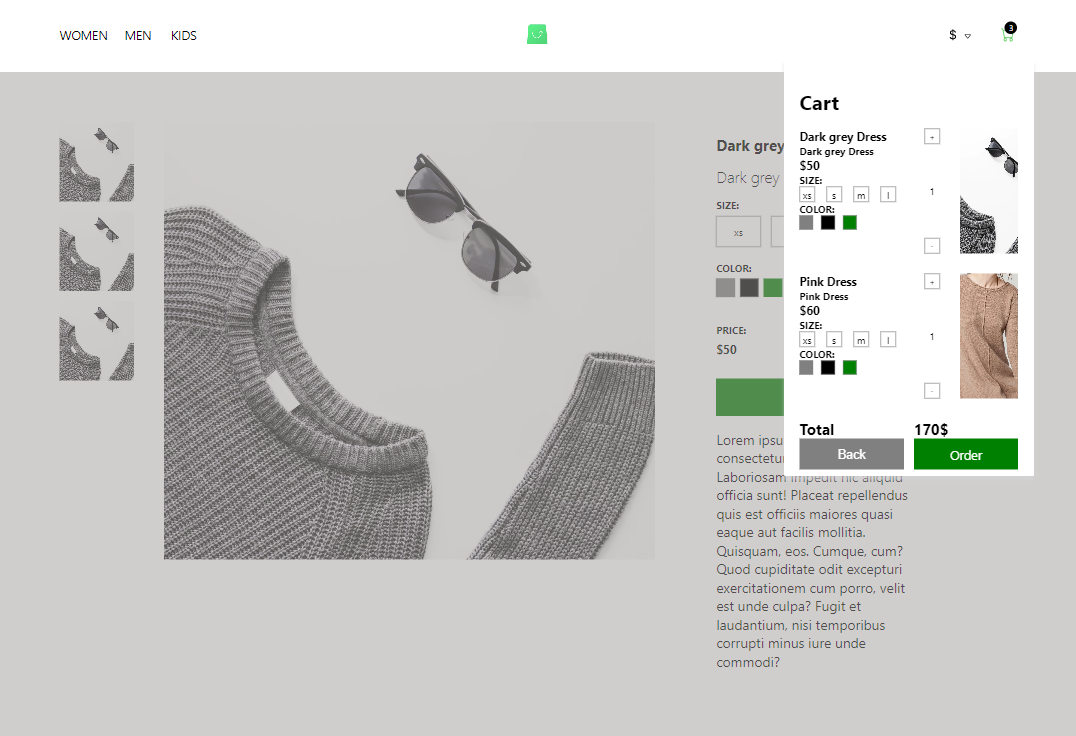 WOMEN MEN KIDS
$
3
Cart
Dark grey Dress
Dark grey Dress
$50
SIZE:
xs s m l
COLOR:
+
1
-
Pink Dress
Pink Dress
$60
SIZE:
xs s m l
COLOR:
+
1
-
Total 170$
Back Order
Dark grey
Dark grey
SIZE:
xs
COLOR:
PRICE:
$50
Lorem ipsu
consectetu
Laboriosam impedit hic aliquid
officia sunt! Placeat repellendus
quis est officiis maiores quasi
eaque aut facilis mollitia.
Quisquam, eos. Cumque, cum?
Quod cupiditate odit excepturi
exercitationem cum porro, velit
est unde culpa? Fugit et
laudantium, nisi temporibus
corrupti minus iure unde
commodi?